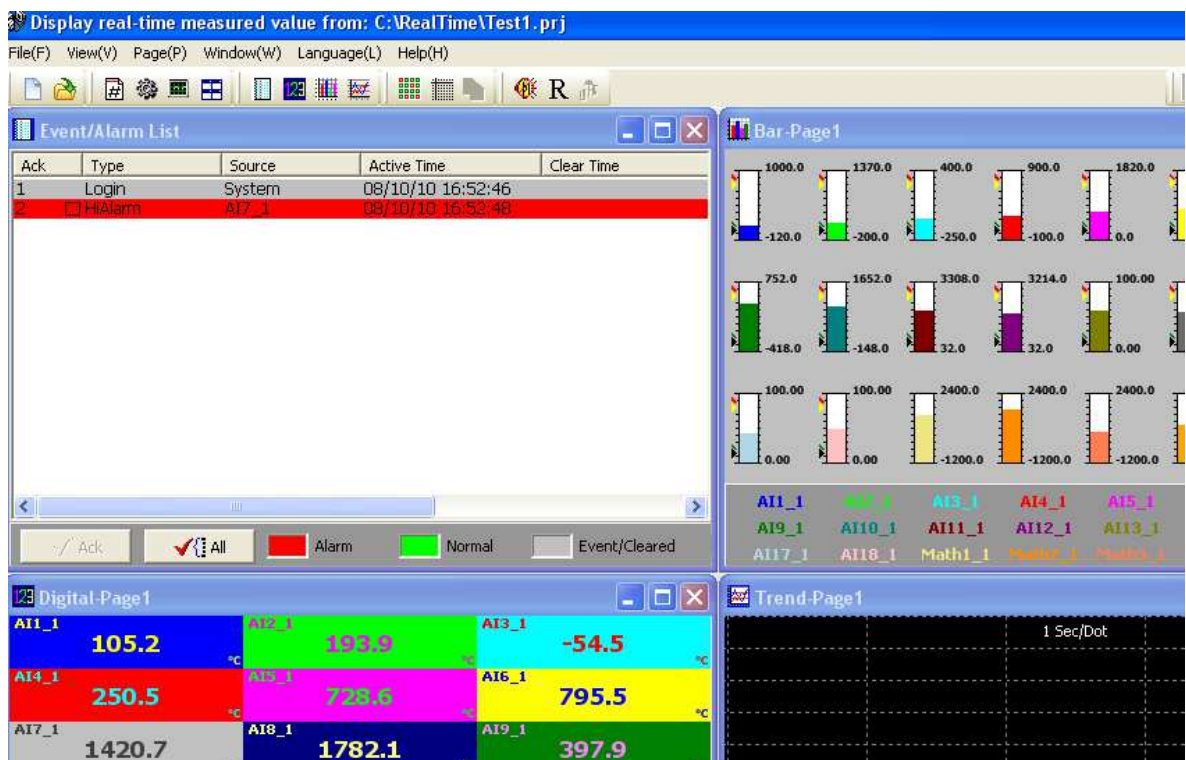 Display real-time measured value from: C:\RealTime\Test1.prj
File(F) View(V) Page(P) Window(W) Language(L) Help(H)
R
Event/Alarm List
Ack Type Source Active Time Clear Time
1 Login System 08/10/10 16:52:46
2 HiAlarm AI7_1 08/10/10 16:52:48
Ack All Alarm Normal Event/Cleared
Bar-Page1
1000.0 1370.0 400.0 900.0 1820.0
-120.0 -200.0 -250.0 -100.0 0.0
752.0 1652.0 3308.0 3214.0 100.00
-418.0 -148.0 32.0 32.0 0.00
100.00 100.00 2400.0 2400.0 2400.0
0.00 0.00 -1200.0 -1200.0 -1200.0
AI1_1 AI2_1 AI3_1 AI4_1 AI5_1
AI9_1 AI10_1 AI11_1 AI12_1 AI13_1
AI17_1 AI18_1 Math1_1 Math2_1 Math3_1
123 Digital-Page1
AI1_1 AI2_1 AI3_1
105.2 °C 193.9 °C -54.5 °C
AI4_1 AI5_1 AI6_1
250.5 °C 728.6 °C 795.5 °C
AI7_1 AI8_1 AI9_1
1420.7 1782.1 397.9
Trend-Page1
1 Sec/Dot